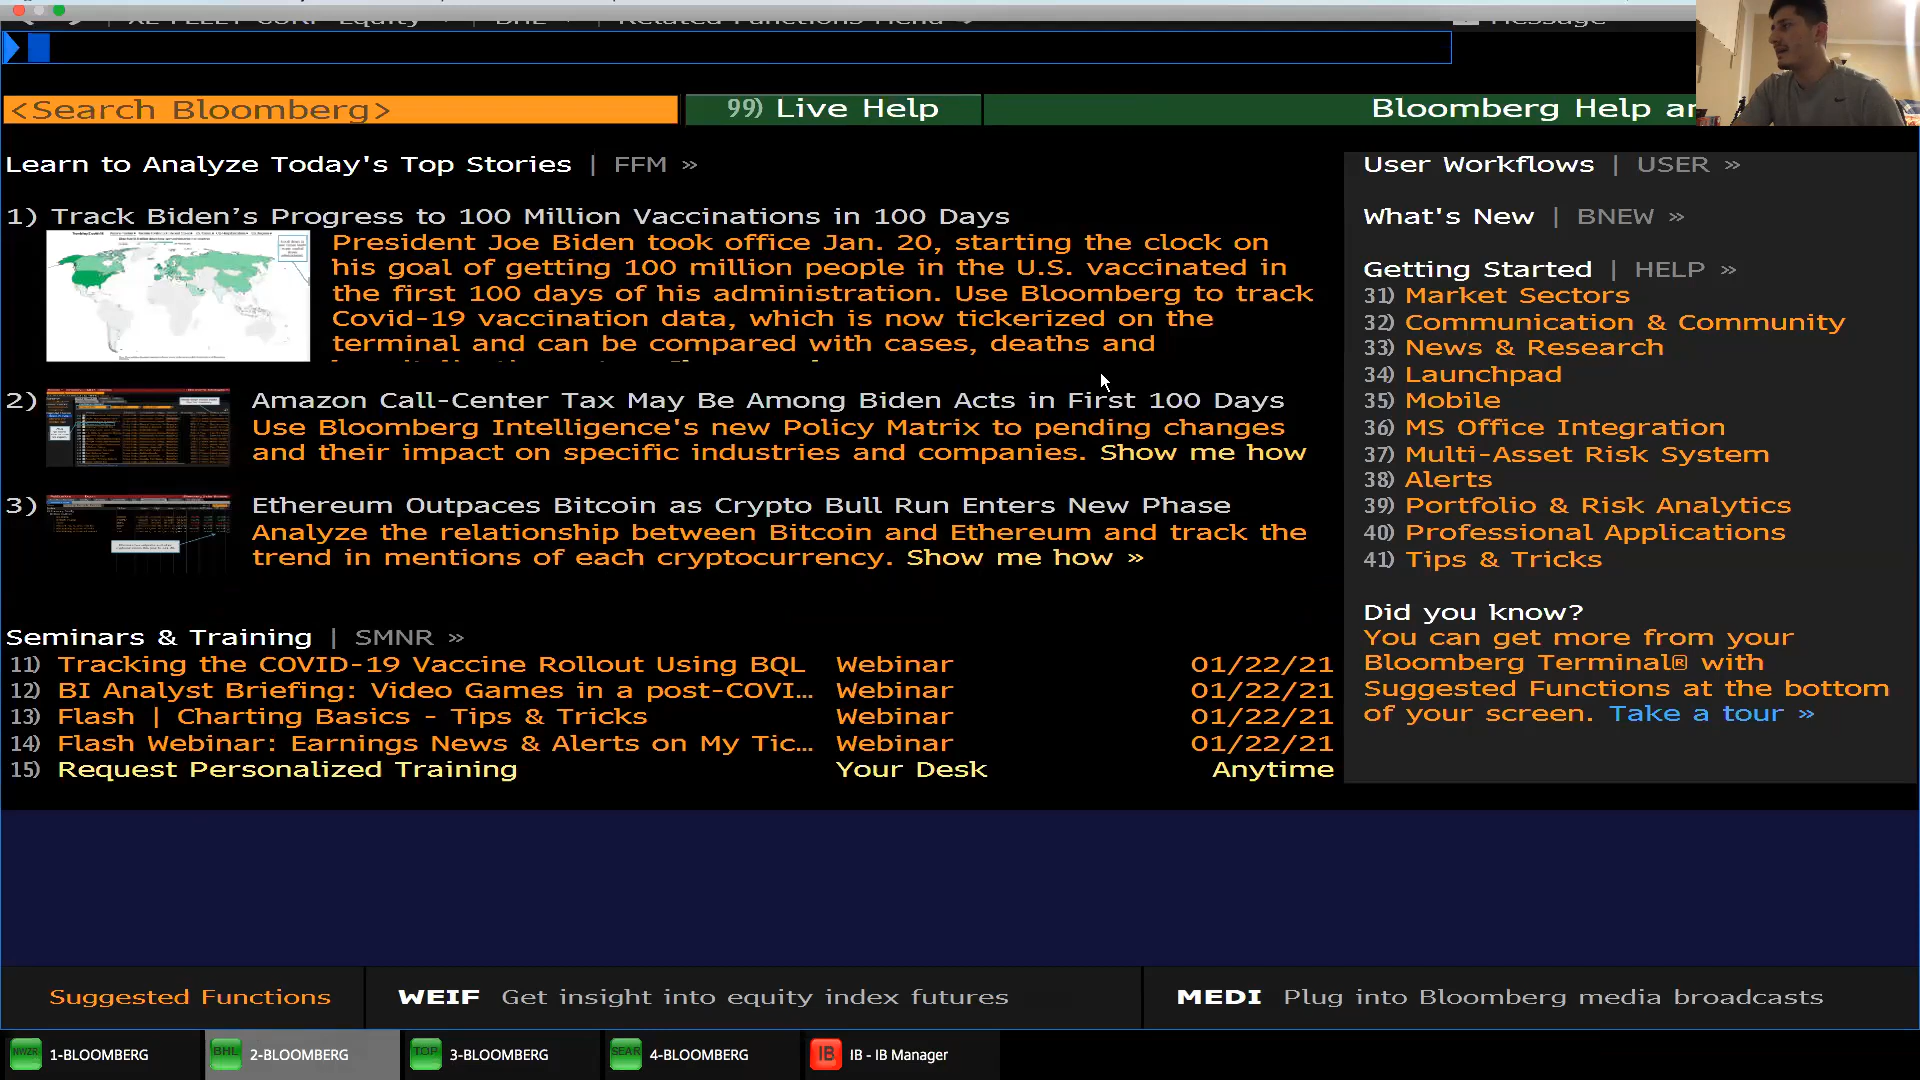 XL FLEET CORP Equity | BHL | Related Functions Menu Message
<Search Bloomberg> 99) Live Help Bloomberg Help an
Learn to Analyze Today's Top Stories | FFM »
1) Track Biden's Progress to 100 Million Vaccinations in 100 Days
President Joe Biden took office Jan. 20, starting the clock on
his goal of getting 100 million people in the U.S. vaccinated in
the first 100 days of his administration. Use Bloomberg to track
Covid-19 vaccination data, which is now tickerized on the
terminal and can be compared with cases, deaths and
2) Amazon Call-Center Tax May Be Among Biden Acts in First 100 Days
Use Bloomberg Intelligence's new Policy Matrix to pending changes
and their impact on specific industries and companies. Show me how
3) Ethereum Outpaces Bitcoin as Crypto Bull Run Enters New Phase
Analyze the relationship between Bitcoin and Ethereum and track the
trend in mentions of each cryptocurrency. Show me how »
Seminars & Training | SMNR »
11) Tracking the COVID-19 Vaccine Rollout Using BQL Webinar 01/22/21
12) BI Analyst Briefing: Video Games in a post-COVI... Webinar 01/22/21
13) Flash | Charting Basics - Tips & Tricks Webinar 01/22/21
14) Flash Webinar: Earnings News & Alerts on My Tic... Webinar 01/22/21
15) Request Personalized Training Your Desk Anytime
User Workflows | USER »
What's New | BNEW »
Getting Started | HELP »
31) Market Sectors
32) Communication & Community
33) News & Research
34) Launchpad
35) Mobile
36) MS Office Integration
37) Multi-Asset Risk System
38) Alerts
39) Portfolio & Risk Analytics
40) Professional Applications
41) Tips & Tricks
Did you know?
You can get more from your
Bloomberg Terminal® with
Suggested Functions at the bottom
of your screen. Take a tour »
Suggested Functions WEIF Get insight into equity index futures MEDI Plug into Bloomberg media broadcasts
NWZR 1-BLOOMBERG BHL 2-BLOOMBERG TOP 3-BLOOMBERG SEAR 4-BLOOMBERG IB IB - IB Manager